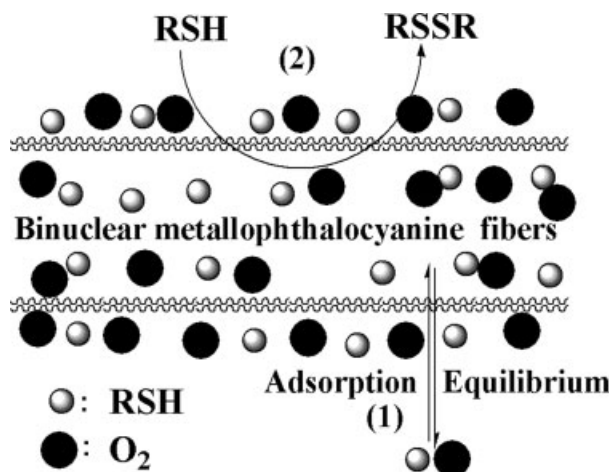 RSH RSSR
(2)
Binuclear metallophthalocyanine fibers
Adsorption Equilibrium
(1)
: RSH
: O₂